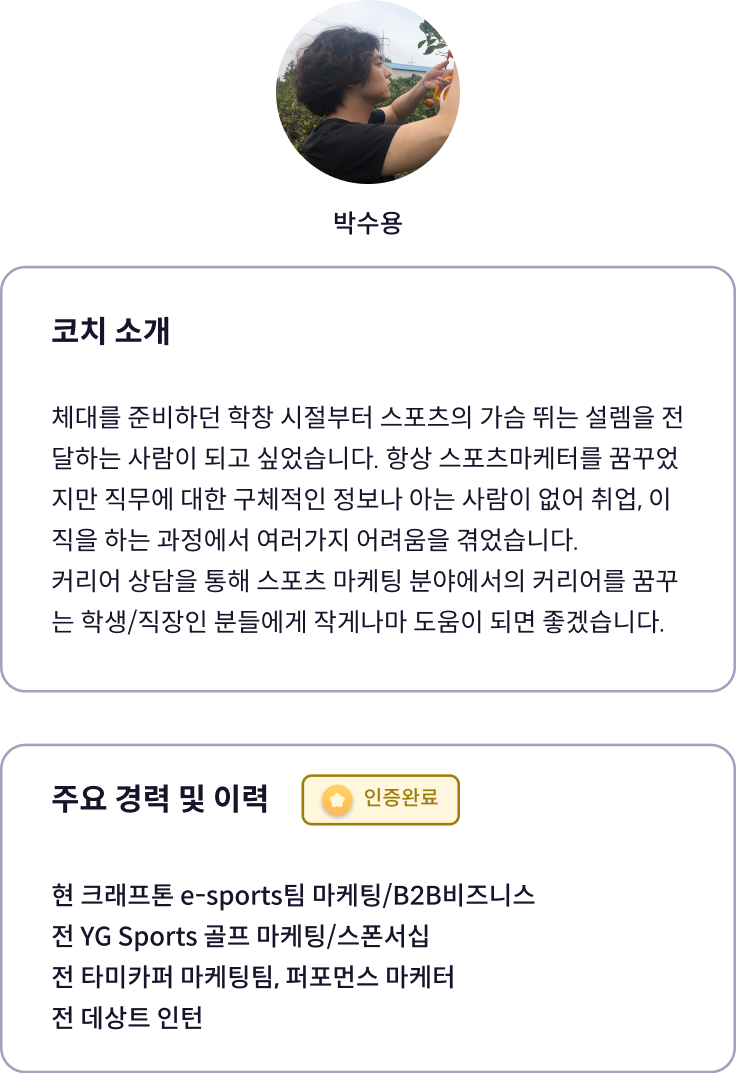 박수용
코치 소개
체대를 준비하던 학창 시절부터 스포츠의 가슴 뛰는 설렘을 전
달하는 사람이 되고 싶었습니다. 항상 스포츠마케터를 꿈꾸었
지만 직무에 대한 구체적인 정보나 아는 사람이 없어 취업, 이
직을 하는 과정에서 여러가지 어려움을 겪었습니다.
커리어 상담을 통해 스포츠 마케팅 분야에서의 커리어를 꿈꾸
는 학생/직장인 분들에게 작게나마 도움이 되면 좋겠습니다.
주요 경력 및 이력 인증완료
현 크래프톤 e-sports팀 마케팅/B2B비즈니스
전 YG Sports 골프 마케팅/스폰서십
전 타미카퍼 마케팅팀, 퍼포먼스 마케터
전 데상트 인턴